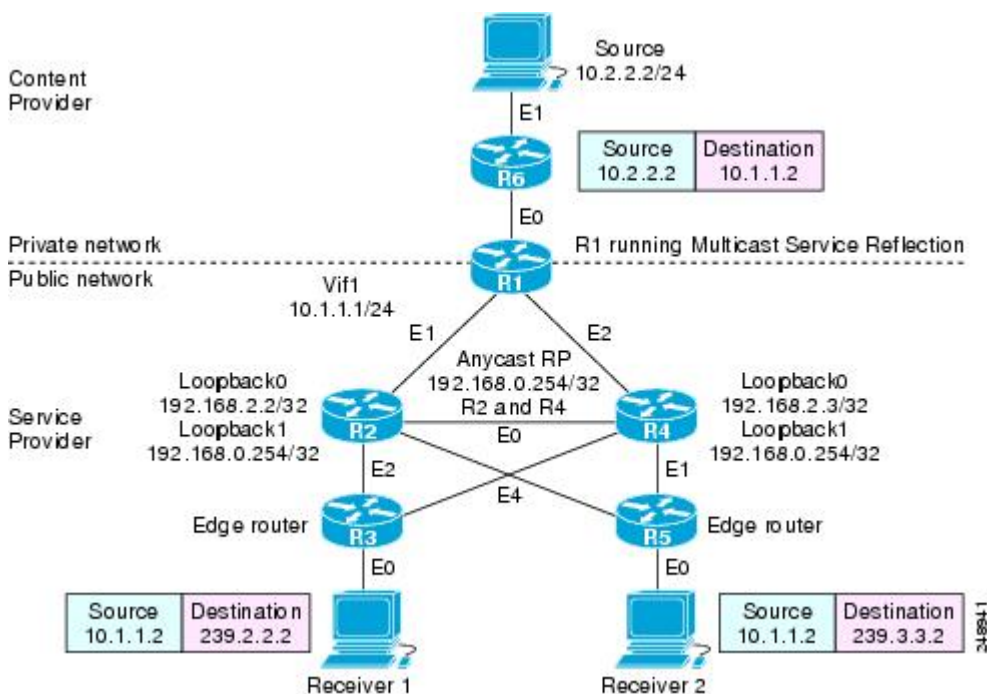 Source
10.2.2.2/24
Content
Provider
E1
Source
10.2.2.2
Destination
10.1.1.2
R6
E0
Private network
R1 running Multicast Service Reflection
Public network
R1
Vif1
10.1.1.1/24
E1
E2
Anycast RP
192.168.0.254/32
R2 and R4
Loopback0
192.168.2.2/32
Loopback1
192.168.0.254/32
Loopback0
192.168.2.3/32
Loopback1
192.168.0.254/32
Service
Provider
R2
E0
R4
E2
E4
E1
Edge router
R3
R5
Edge router
E0
E0
Source
10.1.1.2
Destination
239.2.2.2
Source
10.1.1.2
Destination
239.3.3.2
Receiver 1
Receiver 2
248941